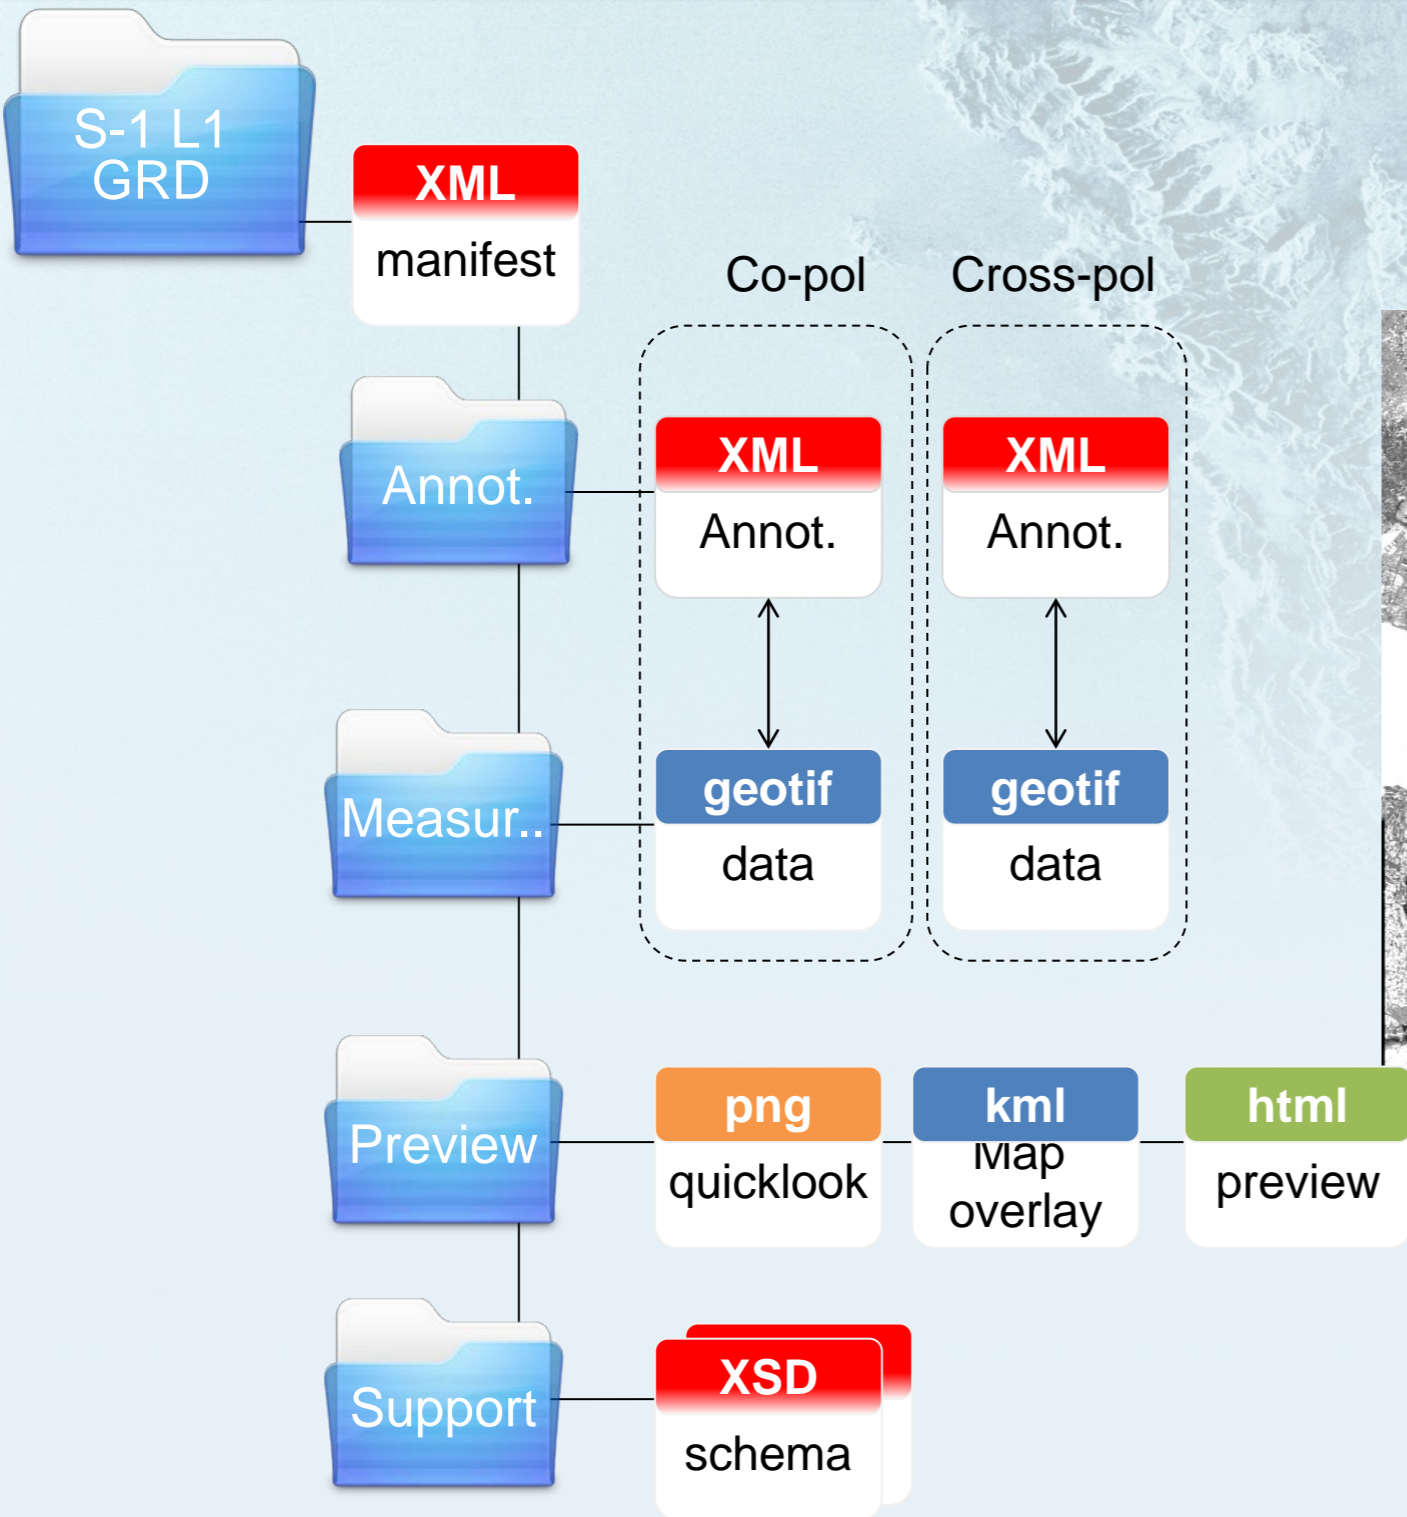 S-1 L1
GRD
XML
manifest
Co-pol
Cross-pol
Annot.
XML
Annot.
XML
Annot.
Measur..
geotif
data
geotif
data
Preview
png
quicklook
kml
Map
overlay
html
preview
Support
XSD
schema